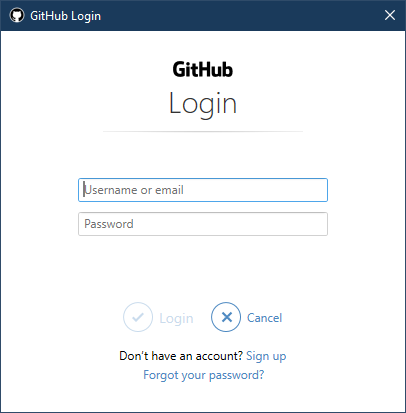 GitHub Login
GitHub
Login
Username or email
Password
Login Cancel
Don't have an account? Sign up
Forgot your password?